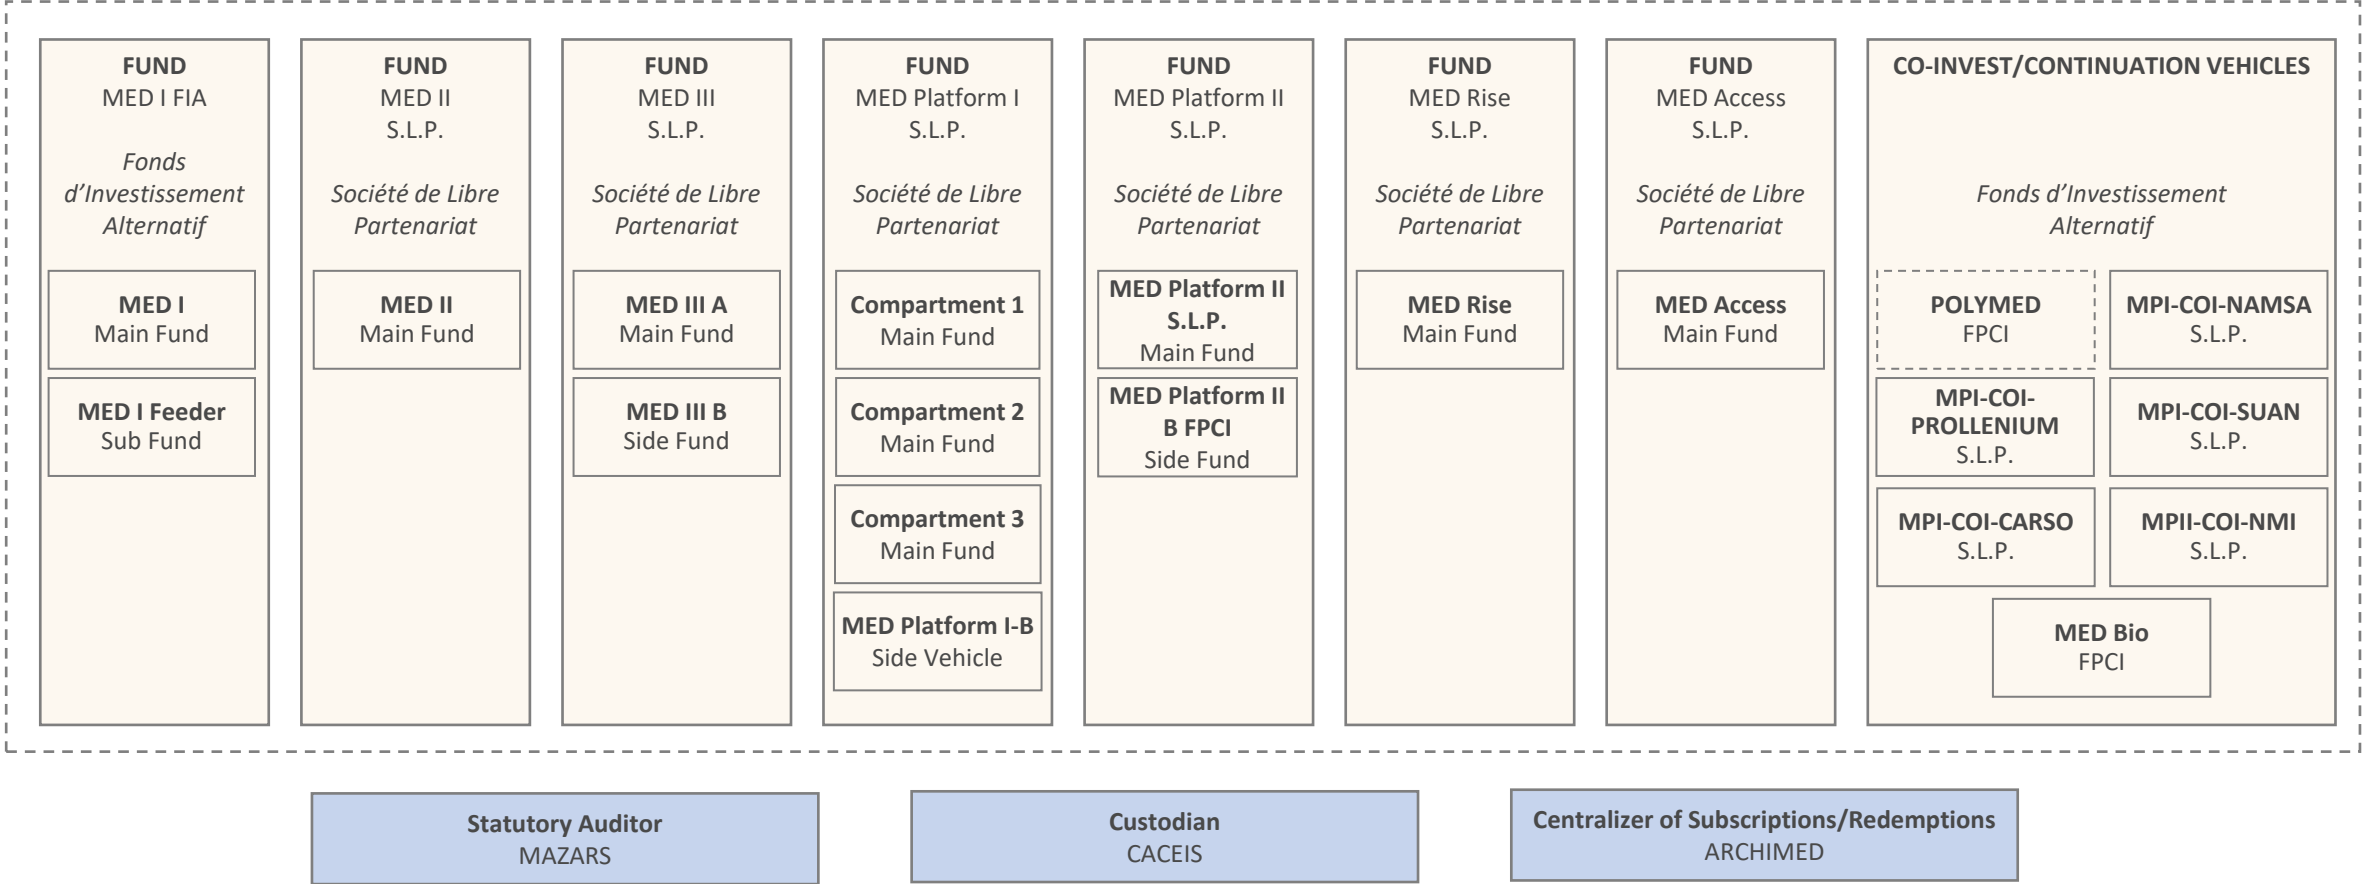 FUND
MED I FIA
Fonds
d’Investissement
Alternatif
MED I
Main Fund
MED I Feeder
Sub Fund
FUND
MED II
S.L.P.
Société de Libre
Partenariat
MED II
Main Fund
FUND
MED III
S.L.P.
Société de Libre
Partenariat
MED III A
Main Fund
MED III B
Side Fund
FUND
MED Platform I
S.L.P.
Société de Libre
Partenariat
Compartment 1
Main Fund
Compartment 2
Main Fund
Compartment 3
Main Fund
MED Platform I-B
Side Vehicle
FUND
MED Platform II
S.L.P.
Société de Libre
Partenariat
MED Platform II
S.L.P.
Main Fund
MED Platform II
B FPCI
Side Fund
FUND
MED Rise
S.L.P.
Société de Libre
Partenariat
MED Rise
Main Fund
FUND
MED Access
S.L.P.
Société de Libre
Partenariat
MED Access
Main Fund
CO-INVEST/CONTINUATION VEHICLES
Fonds d’Investissement
Alternatif
POLYMED
FPCI
MPI-COI-NAMSA
S.L.P.
MPI-COI-
PROLLENIUM
S.L.P.
MPI-COI-SUAN
S.L.P.
MPI-COI-CARSO
S.L.P.
MPII-COI-NMI
S.L.P.
MED Bio
FPCI
Statutory Auditor
MAZARS
Custodian
CACEIS
Centralizer of Subscriptions/Redemptions
ARCHIMED